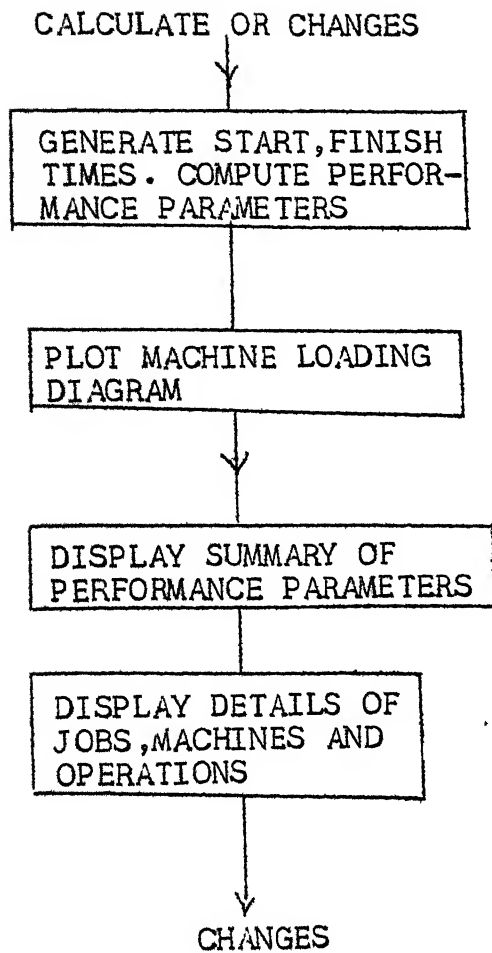 CALCULATE OR CHANGES
GENERATE START,FINISH
TIMES. COMPUTE PERFOR-
MANCE PARAMETERS
PLOT MACHINE LOADING
DIAGRAM
DISPLAY SUMMARY OF
PERFORMANCE PARAMETERS
DISPLAY DETAILS OF
JOBS,MACHINES AND
OPERATIONS
CHANGES